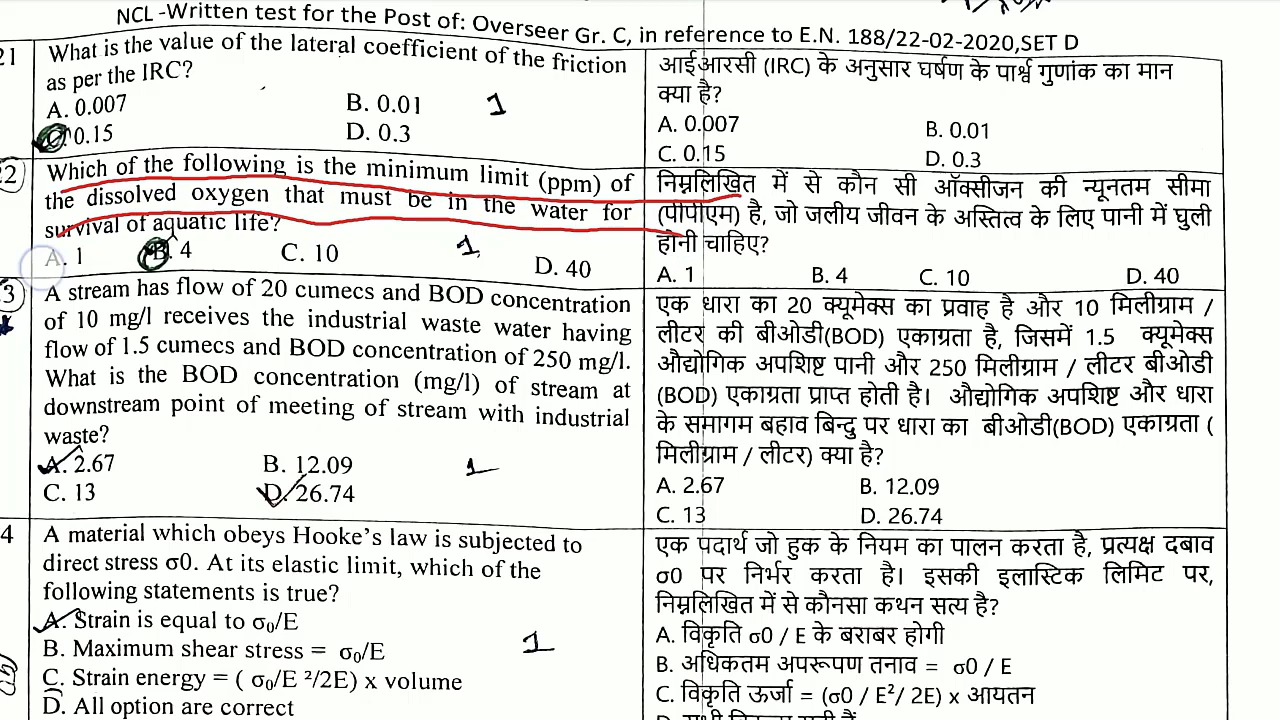 NCL -Written test for the Post of: Overseer Gr. C, in reference to E.N. 188/22-02-2020,SET D
21
What is the value of the lateral coefficient of the friction
as per the IRC?
A. 0.007 B. 0.01 1
C. 0.15 D. 0.3
आईआरसी (IRC) के अनुसार घर्षण के पार्श्व गुणांक का मान
क्या है?
A. 0.007 B. 0.01
C. 0.15 D. 0.3
22
Which of the following is the minimum limit (ppm) of
the dissolved oxygen that must be in the water for
survival of aquatic life?
A. 1 B. 4 C. 10 1 D. 40
निम्नलिखित में से कौन सी ऑक्सीजन की न्यूनतम सीमा
(पीपीएम) है, जो जलीय जीवन के अस्तित्व के लिए पानी में घुली
होनी चाहिए?
A. 1 B. 4 C. 10 D. 40
3
A stream has flow of 20 cumecs and BOD concentration
of 10 mg/l receives the industrial waste water having
flow of 1.5 cumecs and BOD concentration of 250 mg/l.
What is the BOD concentration (mg/l) of stream at
downstream point of meeting of stream with industrial
waste?
A. 2.67 B. 12.09 1
C. 13 D. 26.74
एक धारा का 20 क्यूमेक्स का प्रवाह है और 10 मिलीग्राम /
लीटर की बीओडी(BOD) एकाग्रता है, जिसमें 1.5 क्यूमेक्स
औद्योगिक अपशिष्ट पानी और 250 मिलीग्राम / लीटर बीओडी
(BOD) एकाग्रता प्राप्त होती है। औद्योगिक अपशिष्ट और धारा
के समागम बहाव बिन्दु पर धारा का बीओडी(BOD) एकाग्रता (
मिलीग्राम / लीटर) क्या है?
A. 2.67 B. 12.09
C. 13 D. 26.74
4
A material which obeys Hooke's law is subjected to
direct stress σ0. At its elastic limit, which of the
following statements is true?
A. Strain is equal to σ₀/E
B. Maximum shear stress = σ₀/E 1
C. Strain energy = ( σ₀/E ²/2E) x volume
D. All option are correct
एक पदार्थ जो हुक के नियम का पालन करता है, प्रत्यक्ष दबाव
σ0 पर निर्भर करता है। इसकी इलास्टिक लिमिट पर,
निम्नलिखित में से कौनसा कथन सत्य है?
A. विकृति σ0 / E के बराबर होगी
B. अधिकतम अपरूपण तनाव = σ0 / E
C. विकृति ऊर्जा = (σ0 / E²/ 2E) x आयतन